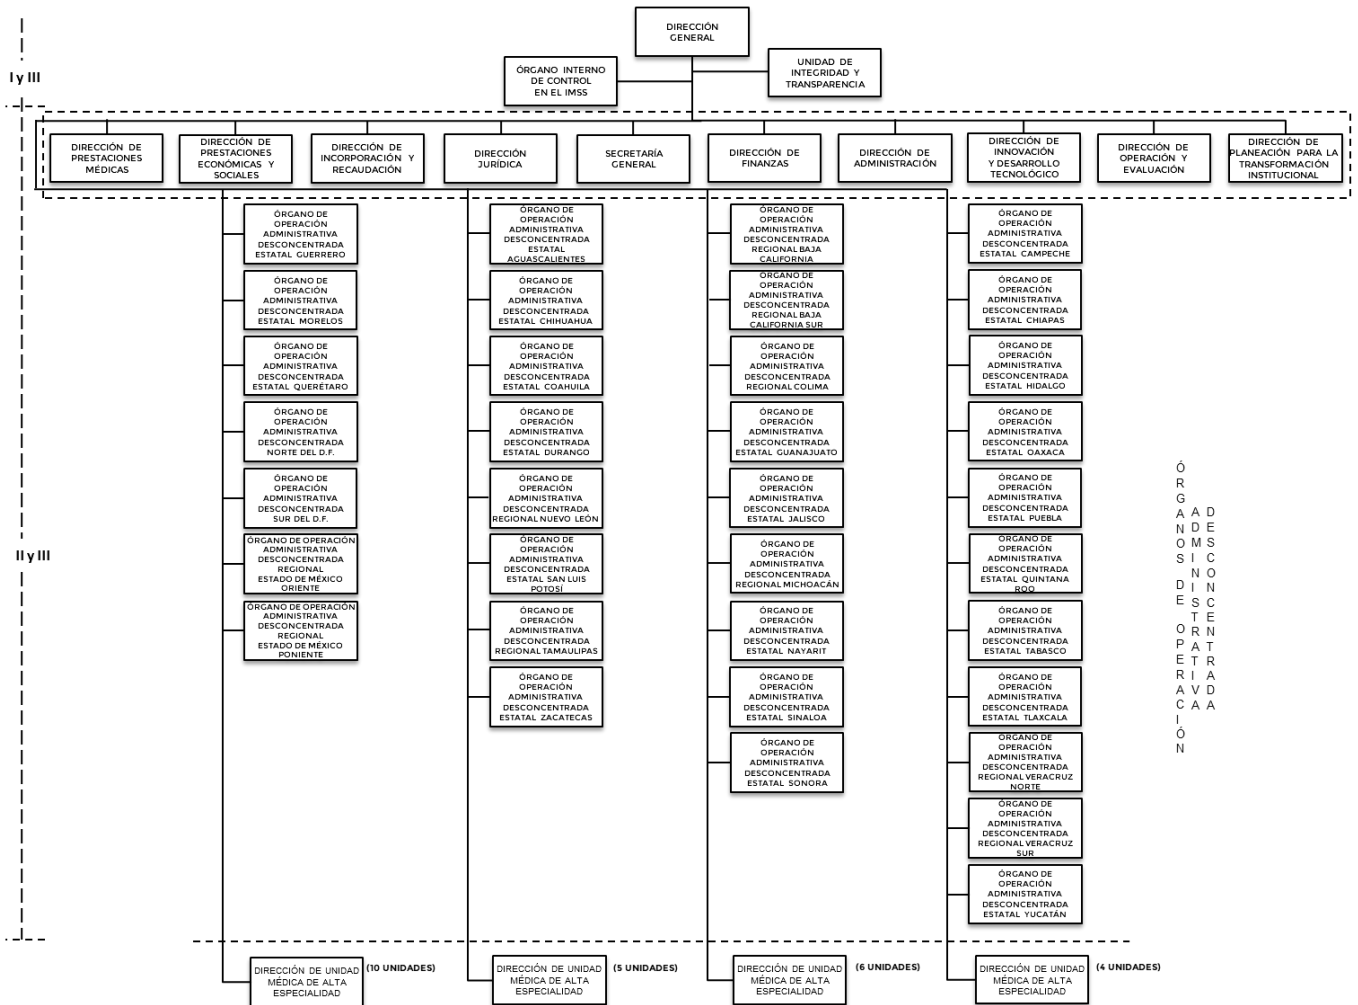 DIRECCIÓN
GENERAL
I y III
ÓRGANO INTERNO
DE CONTROL
EN EL IMSS
UNIDAD DE
INTEGRIDAD Y
TRANSPARENCIA
DIRECCIÓN DE
PRESTACIONES
MÉDICAS
DIRECCIÓN DE
PRESTACIONES
ECONÓMICAS Y
SOCIALES
DIRECCIÓN DE
INCORPORACIÓN Y
RECAUDACIÓN
DIRECCIÓN
JURÍDICA
SECRETARÍA
GENERAL
DIRECCIÓN DE
FINANZAS
DIRECCIÓN
DE ADMINISTRACIÓN
DIRECCIÓN DE
INNOVACIÓN
Y DESARROLLO
TECNOLÓGICO
DIRECCIÓN DE
OPERACIÓN Y
EVALUACIÓN
DIRECCIÓN DE
PLANEACIÓN PARA LA
TRANSFORMACIÓN
INSTITUCIONAL
II y III
ÓRGANO DE
OPERACIÓN
ADMINISTRATIVA
DESCONCENTRADA
ESTATAL GUERRERO
ÓRGANO DE
OPERACIÓN
ADMINISTRATIVA
DESCONCENTRADA
ESTATAL MORELOS
ÓRGANO DE
OPERACIÓN
ADMINISTRATIVA
DESCONCENTRADA
ESTATAL QUERÉTARO
ÓRGANO DE
OPERACIÓN
ADMINISTRATIVA
DESCONCENTRADA
NORTE DEL D.F.
ÓRGANO DE
OPERACIÓN
ADMINISTRATIVA
DESCONCENTRADA
SUR DEL D.F.
ÓRGANO DE OPERACIÓN
ADMINISTRATIVA
DESCONCENTRADA
REGIONAL
ESTADO DE MÉXICO
ORIENTE
ÓRGANO DE OPERACIÓN
ADMINISTRATIVA
DESCONCENTRADA
REGIONAL
ESTADO DE MÉXICO
PONIENTE
ÓRGANO DE
OPERACIÓN
ADMINISTRATIVA
DESCONCENTRADA
ESTATAL
AGUASCALIENTES
ÓRGANO DE
OPERACIÓN
ADMINISTRATIVA
DESCONCENTRADA
ESTATAL CHIHUAHUA
ÓRGANO DE
OPERACIÓN
ADMINISTRATIVA
DESCONCENTRADA
ESTATAL COAHUILA
ÓRGANO DE
OPERACIÓN
ADMINISTRATIVA
DESCONCENTRADA
ESTATAL DURANGO
ÓRGANO DE
OPERACIÓN
ADMINISTRATIVA
DESCONCENTRADA
REGIONAL NUEVO LEÓN
ÓRGANO DE
OPERACIÓN
ADMINISTRATIVA
DESCONCENTRADA
ESTATAL SAN LUIS
POTOSÍ
ÓRGANO DE
OPERACIÓN
ADMINISTRATIVA
DESCONCENTRADA
REGIONAL TAMAULIPAS
ÓRGANO DE
OPERACIÓN
ADMINISTRATIVA
DESCONCENTRADA
ESTATAL ZACATECAS
ÓRGANO DE
OPERACIÓN
ADMINISTRATIVA
DESCONCENTRADA
REGIONAL BAJA
CALIFORNIA
ÓRGANO DE
OPERACIÓN
ADMINISTRATIVA
DESCONCENTRADA
REGIONAL BAJA
CALIFORNIA SUR
ÓRGANO DE
OPERACIÓN
ADMINISTRATIVA
DESCONCENTRADA
REGIONAL COLIMA
ÓRGANO DE
OPERACIÓN
ADMINISTRATIVA
DESCONCENTRADA
ESTATAL GUANAJUATO
ÓRGANO DE
OPERACIÓN
ADMINISTRATIVA
DESCONCENTRADA
ESTATAL JALISCO
ÓRGANO DE
OPERACIÓN
ADMINISTRATIVA
DESCONCENTRADA
REGIONAL MICHOACÁN
ÓRGANO DE
OPERACIÓN
ADMINISTRATIVA
DESCONCENTRADA
ESTATAL NAYARIT
ÓRGANO DE
OPERACIÓN
ADMINISTRATIVA
DESCONCENTRADA
ESTATAL SINALOA
ÓRGANO DE
OPERACIÓN
ADMINISTRATIVA
DESCONCENTRADA
ESTATAL SONORA
ÓRGANO DE
OPERACIÓN
ADMINISTRATIVA
DESCONCENTRADA
ESTATAL CAMPECHE
ÓRGANO DE
OPERACIÓN
ADMINISTRATIVA
DESCONCENTRADA
ESTATAL CHIAPAS
ÓRGANO DE
OPERACIÓN
ADMINISTRATIVA
DESCONCENTRADA
ESTATAL HIDALGO
ÓRGANO DE
OPERACIÓN
ADMINISTRATIVA
DESCONCENTRADA
ESTATAL OAXACA
ÓRGANO DE
OPERACIÓN
ADMINISTRATIVA
DESCONCENTRADA
ESTATAL PUEBLA
ÓRGANO DE
OPERACIÓN
ADMINISTRATIVA
DESCONCENTRADA
ESTATAL QUINTANA
ROO
ÓRGANO DE
OPERACIÓN
ADMINISTRATIVA
DESCONCENTRADA
ESTATAL TABASCO
ÓRGANO DE
OPERACIÓN
ADMINISTRATIVA
DESCONCENTRADA
ESTATAL TLAXCALA
ÓRGANO DE
OPERACIÓN
ADMINISTRATIVA
DESCONCENTRADA
REGIONAL VERACRUZ
NORTE
ÓRGANO DE
OPERACIÓN
ADMINISTRATIVA
DESCONCENTRADA
REGIONAL VERACRUZ
SUR
ÓRGANO DE
OPERACIÓN
ADMINISTRATIVA
DESCONCENTRADA
ESTATAL YUCATÁN
ÓRGANOS DE OPERACIÓN
ADMINISTRATIVA
DESCONCENTRADA
DIRECCIÓN DE UNIDAD
MÉDICA DE ALTA
ESPECIALIDAD
(10 UNIDADES)
DIRECCIÓN DE UNIDAD
MÉDICA DE ALTA
ESPECIALIDAD
(5 UNIDADES)
DIRECCIÓN DE UNIDAD
MÉDICA DE ALTA
ESPECIALIDAD
(6 UNIDADES)
DIRECCIÓN DE UNIDAD
MÉDICA DE ALTA
ESPECIALIDAD
(4 UNIDADES)